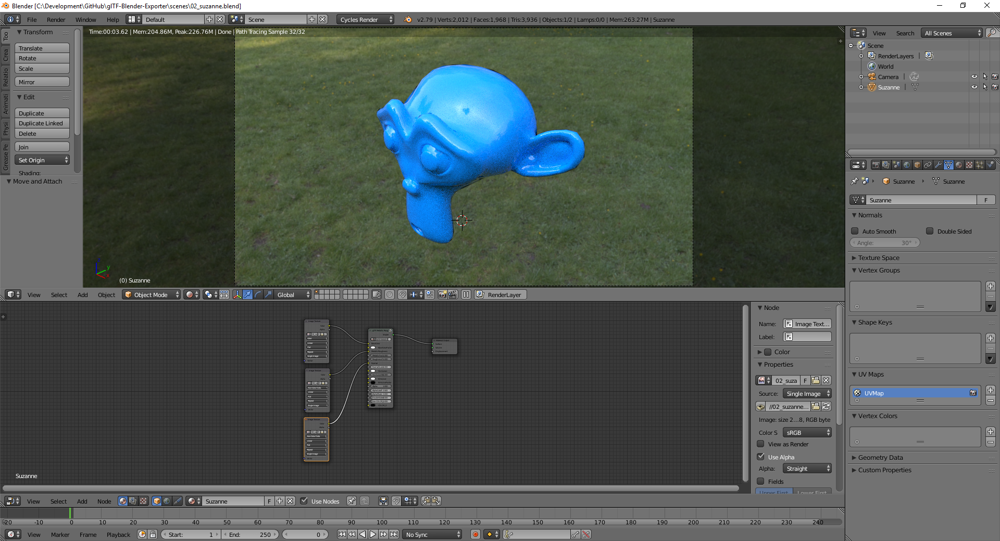 Blender [C:\Development\GitHub\glTF-Blender-Exporter\scenes\02_suzanne.blend]
File Render Window Help Default Scene Cycles Render v2.79 | Verts:2,012 | Faces:1,968 | Tris:3,936 | Objects:1/2 | Lamps:0/0 | Mem:263.27M | Suzanne
Time:00:03.62 | Mem:204.86M, Peak:226.76M | Done | Path Tracing Sample 32/32
Too
Crea
Relatio
Animati
Physi
Grease Pe
Transform
Translate
Rotate
Scale
Mirror
Edit
Duplicate
Duplicate Linked
Delete
Join
Set Origin
Shading:
Move and Attach
(0) Suzanne
View Select Add Object Object Mode Global RenderLayer
View Search All Scenes
Scene
RenderLayers
World
Camera
Suzanne
Suzanne Suzanne
Suzanne F
Normals
Auto Smooth Double Sided
Angle: 30°
Texture Space
Vertex Groups
Shape Keys
UV Maps
UVMap
Vertex Colors
Geometry Data
Custom Properties
Node
Name: Image Text...
Label:
Color
Properties
02_suza F
Source: Single Image
//02_suzanne...
Image: size 2...8, RGB byte
Color S sRGB
View as Render
Use Alpha
Alpha: Straight
Fields
Upper First Lower First
Suzanne
View Select Add Node Suzanne F Use Nodes
-20 -10 0 10 20 30 40 50 60 70 80 90 100 110 120 130 140 150 160 170 180 190 200 210 220 230 240
View Marker Frame Playback Start: 1 End: 250 0 No Sync